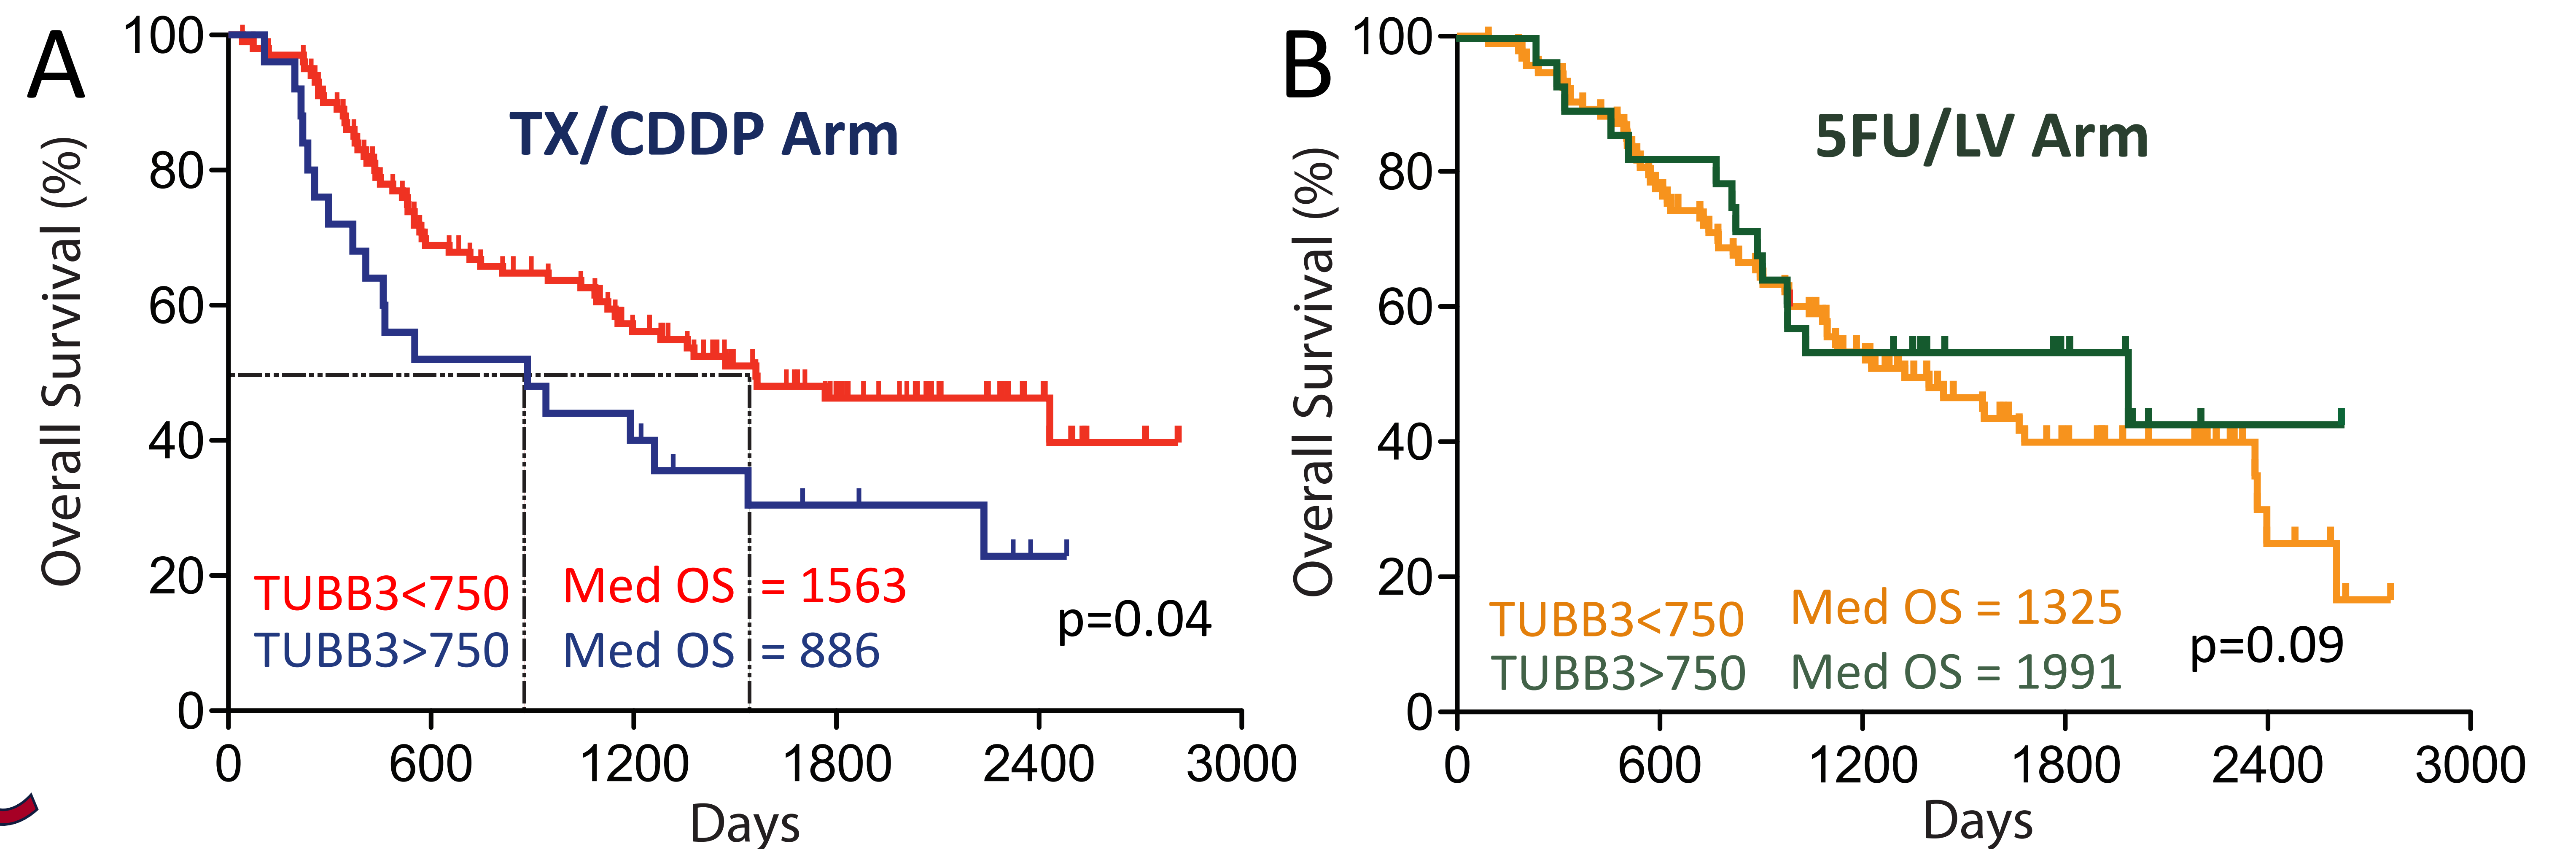 A
TX/CDDP Arm
Overall Survival (%)
100
80
60
40
20
0
TUBB3<750 Med OS = 1563
TUBB3>750 Med OS = 886
p=0.04
0 600 1200 1800 2400 3000
Days
B
5FU/LV Arm
Overall Survival (%)
100
80
60
40
20
0
TUBB3<750 Med OS = 1325
TUBB3>750 Med OS = 1991
p=0.09
0 600 1200 1800 2400 3000
Days